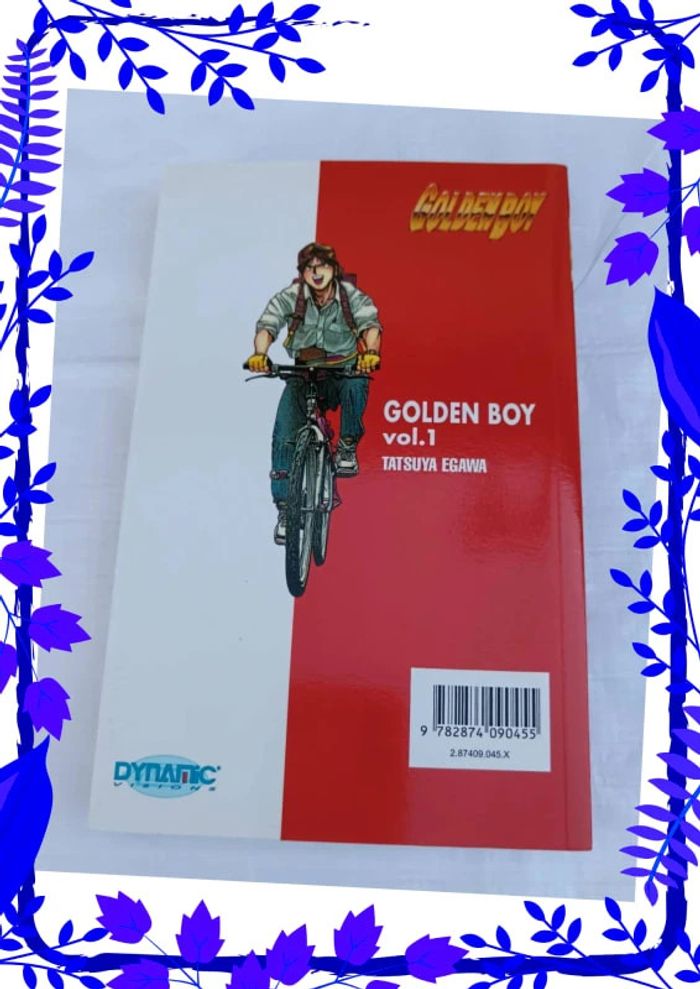 GOLDEN BOY
GOLDEN BOY
vol.1
TATSUYA EGAWA
9 782874 090455
2.87409.045.X
DYNAMIC
VISIONS